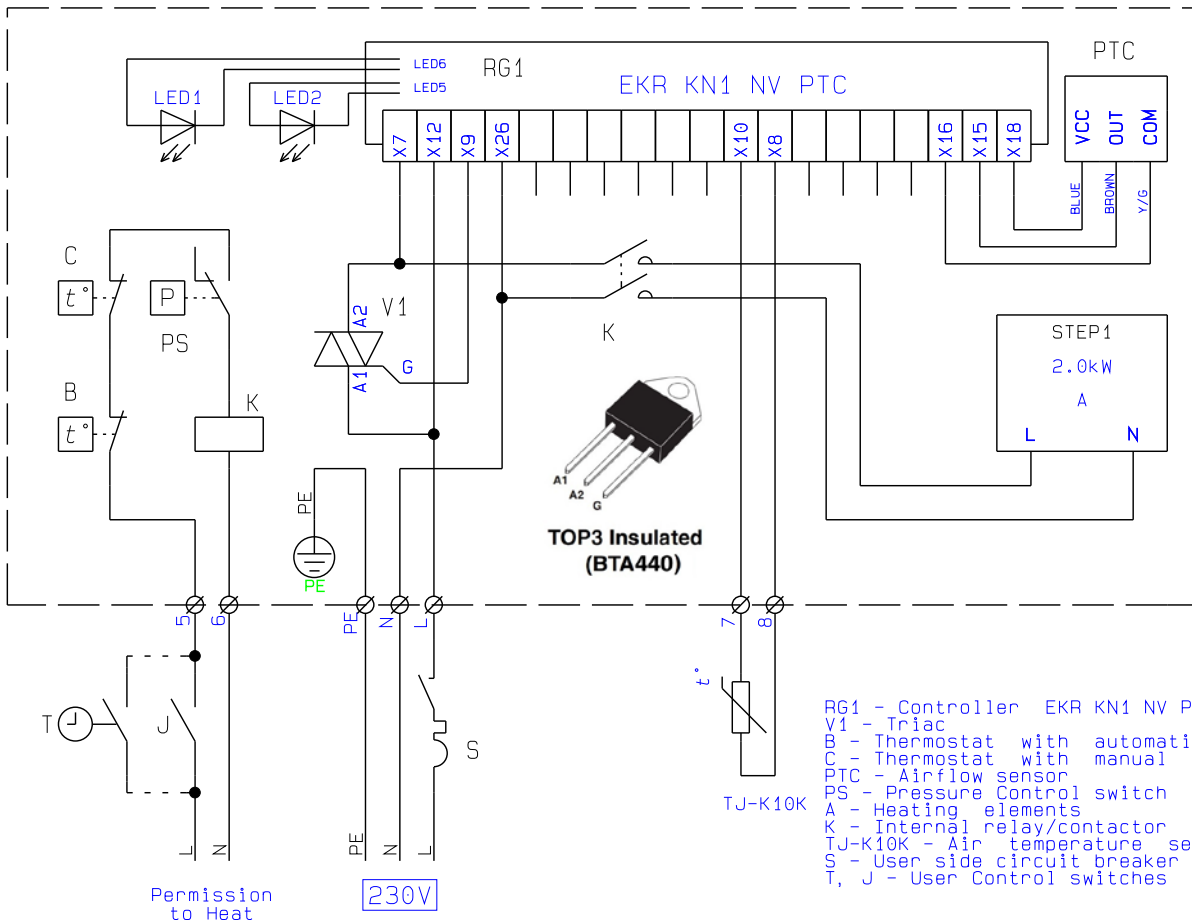 PTC
LED6
RG1
LED5
EKR KN1 NV PTC
LED1
LED2
X7
X12
X9
X26
X10
X8
X16
X15
X18
VCC
OUT
COM
BLUE
BROWN
Y/G
C
t°
P
PS
A2
V1
A1
G
K
STEP1
2.0kW
A
L
N
B
t°
K
A1
A2
G
TOP3 Insulated
(BTA440)
PE
PE
5
6
PE
N
L
7
8
T
J
S
t°
TJ-K10K
L
N
PE
N
L
Permission
to Heat
230V
RG1 - Controller EKR KN1 NV P
V1 - Triac
B - Thermostat with automati
C - Thermostat with manual
PTC - Airflow sensor
PS - Pressure Control switch
A - Heating elements
K - Internal relay/contactor
TJ-K10K - Air temperature se
S - User side circuit breaker
T, J - User Control switches